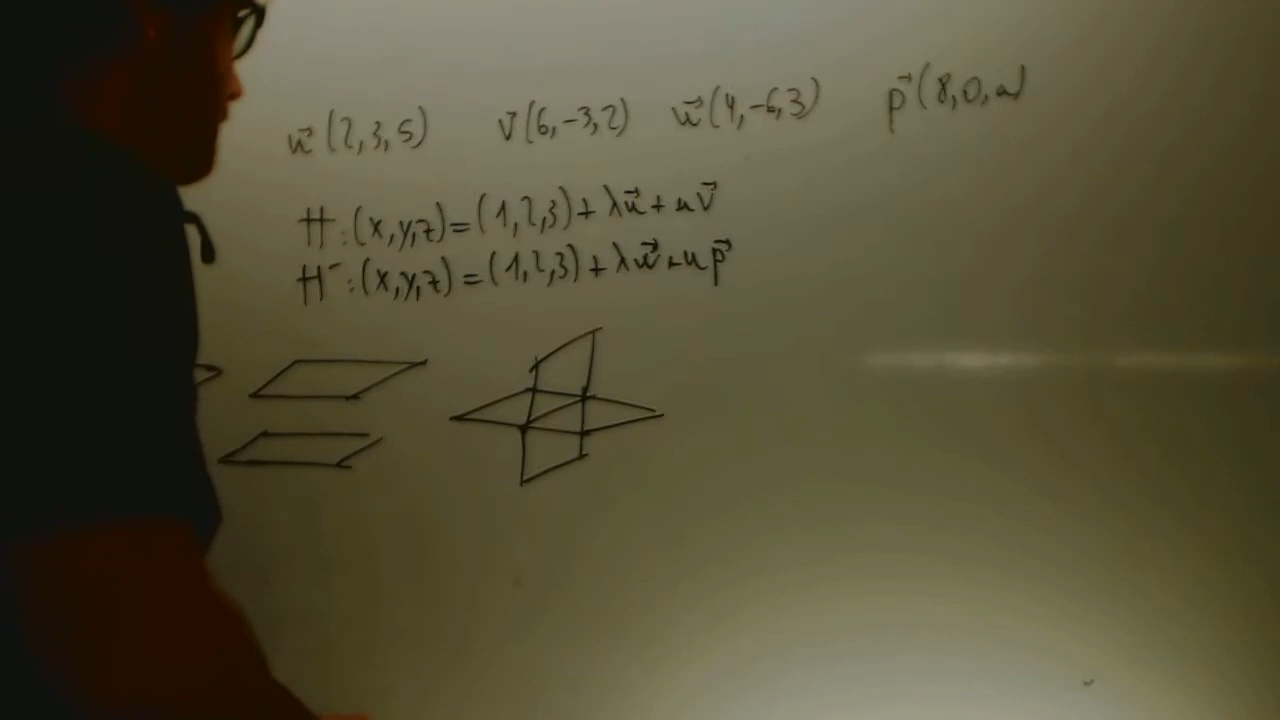 u⃗(2,3,5) v⃗(6,-3,2) w⃗(4,-6,3) p⃗(8,0,a)
π:(x,y,z)=(1,2,3)+λu⃗+μv⃗
π':(x,y,z)=(1,2,3)+λw⃗+μp⃗